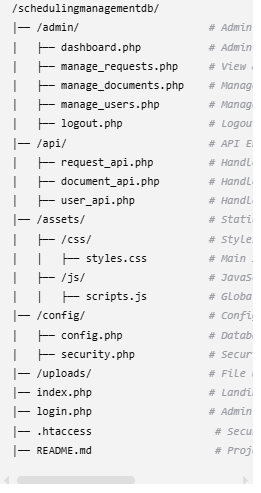 /schedulingmanagementdb/
|── /admin/ # Admin
│ ├── dashboard.php # Admin
│ ├── manage_requests.php # View
│ ├── manage_documents.php # Manag
│ ├── manage_users.php # Manag
│ ├── logout.php # Logou
|── /api/ # API E
│ ├── request_api.php # Handl
│ ├── document_api.php # Handl
│ ├── user_api.php # Handl
|── /assets/ # Stati
│ ├── /css/ # Style
│ │ ├── styles.css # Main
│ ├── /js/ # JavaS
│ │ ├── scripts.js # Globa
|── /config/ # Confi
│ ├── config.php # Datab
│ ├── security.php # Secur
|── /uploads/ # File
|── index.php # Landi
|── login.php # Admin
|── .htaccess # Secu
|── README.md # Proj